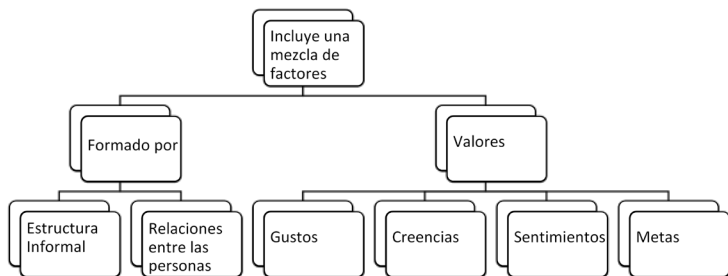 Incluye una
mezcla de
factores
Formado por
Valores
Estructura
Informal
Relaciones
entre las
personas
Gustos
Creencias
Sentimientos
Metas